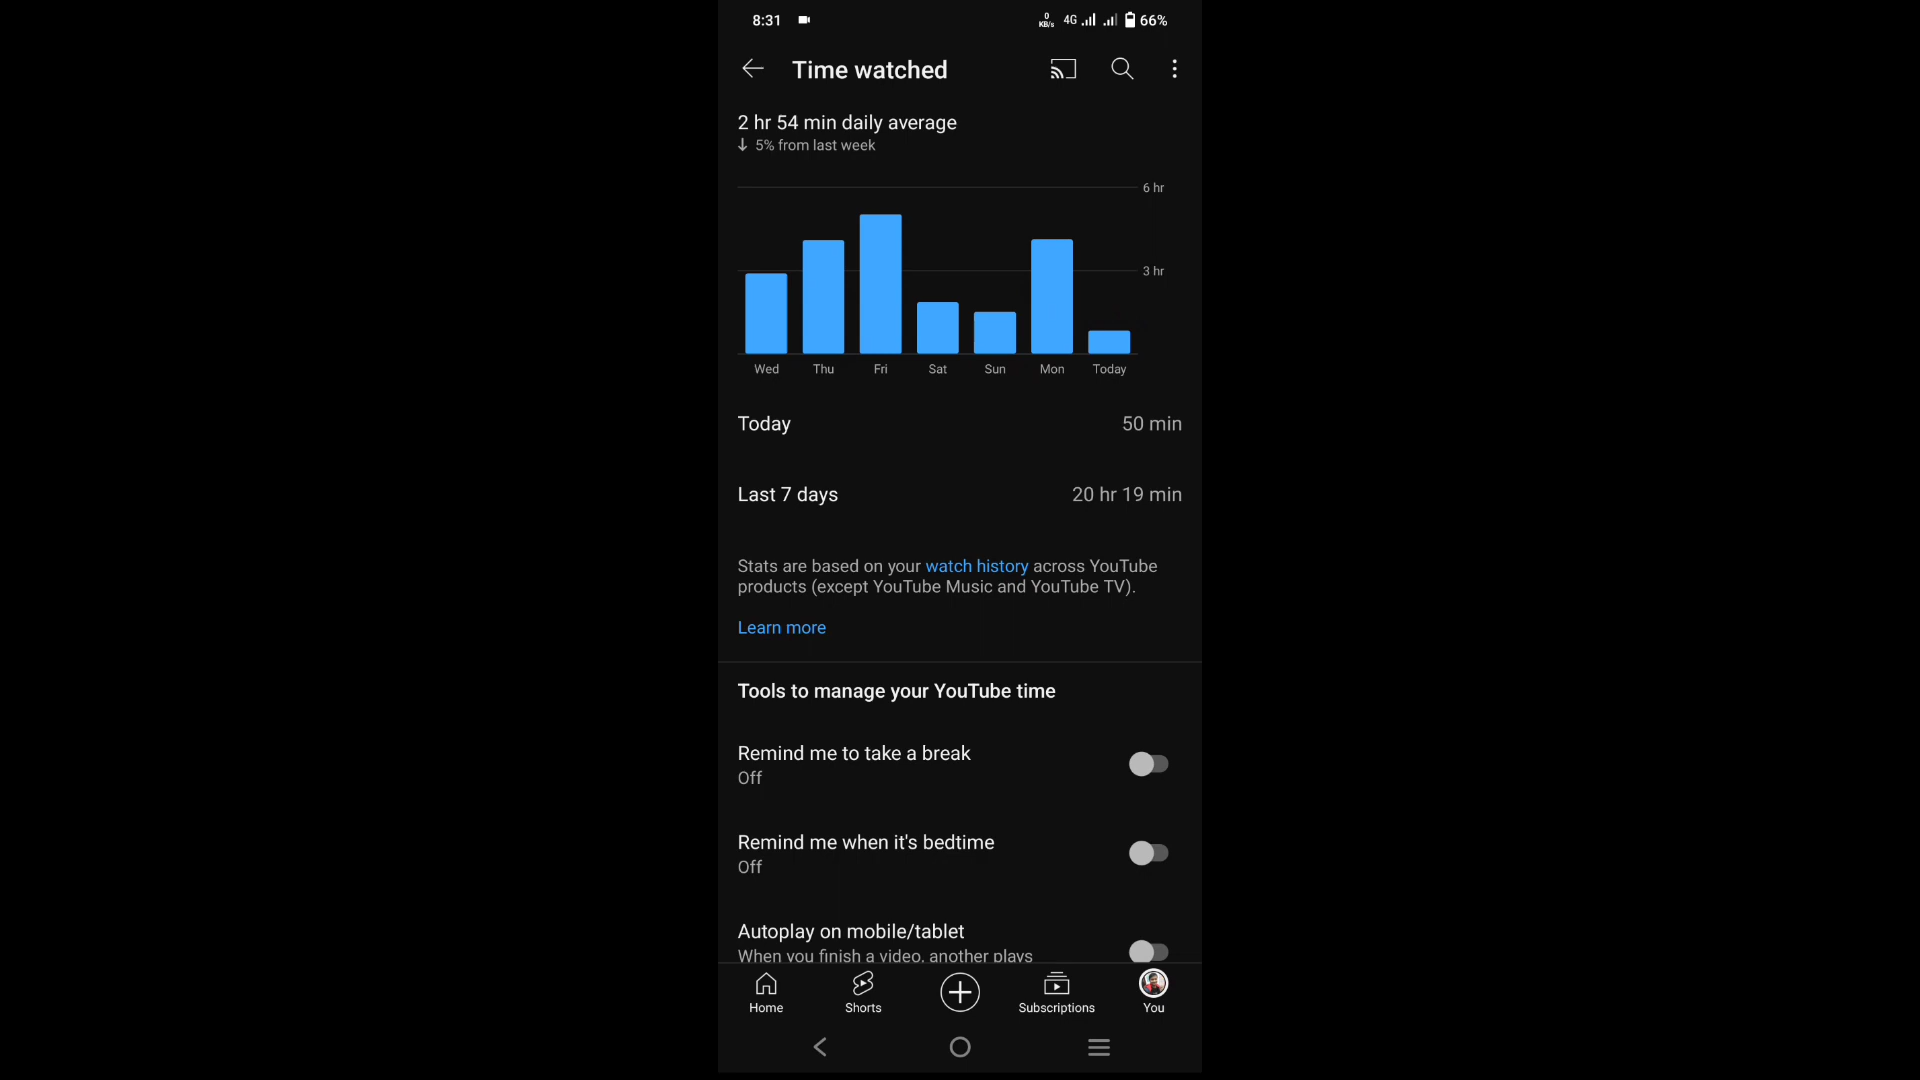 8:31
0 KB/s 4G 66%
Time watched
2 hr 54 min daily average
5% from last week
6 hr
3 hr
Wed Thu Fri Sat Sun Mon Today
Today 50 min
Last 7 days 20 hr 19 min
Stats are based on your watch history across YouTube
products (except YouTube Music and YouTube TV).
Learn more
Tools to manage your YouTube time
Remind me to take a break
Off
Remind me when it's bedtime
Off
Autoplay on mobile/tablet
When you finish a video, another plays
Home Shorts Subscriptions You